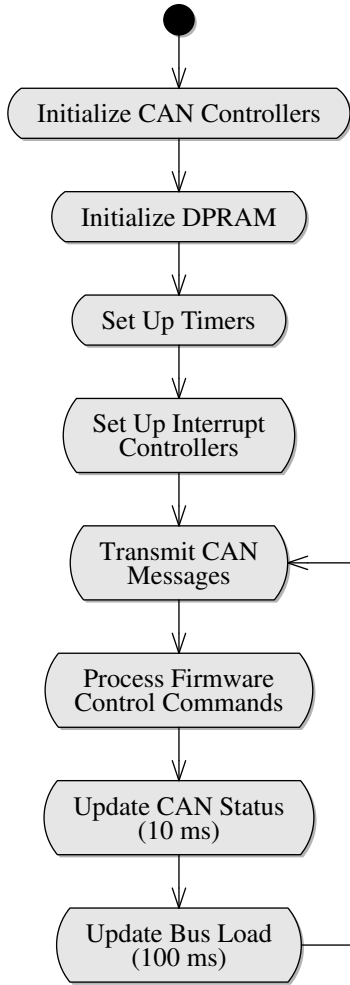 Initialize CAN Controllers
Initialize DPRAM
Set Up Timers
Set Up Interrupt
Controllers
Transmit CAN
Messages
Process Firmware
Control Commands
Update CAN Status
(10 ms)
Update Bus Load
(100 ms)